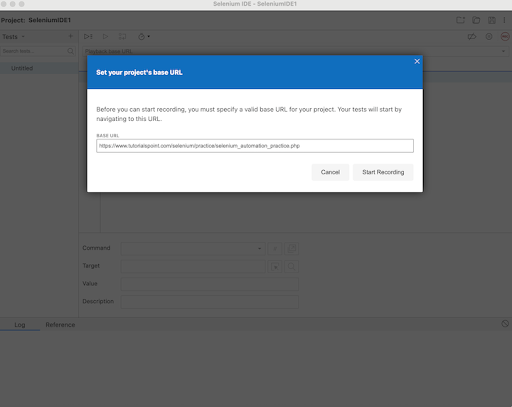 Selenium IDE - SeleniumIDE1
Project: SeleniumIDE1
Tests
Search tests...
Untitled
Set your project's base URL
Before you can start recording, you must specify a valid base URL for your project. Your tests will start by
navigating to this URL.
BASE URL
https://www.tutorialspoint.com/selenium/practice/selenium_automation_practice.php
Cancel
Start Recording
Command
Target
Value
Description
Log
Reference